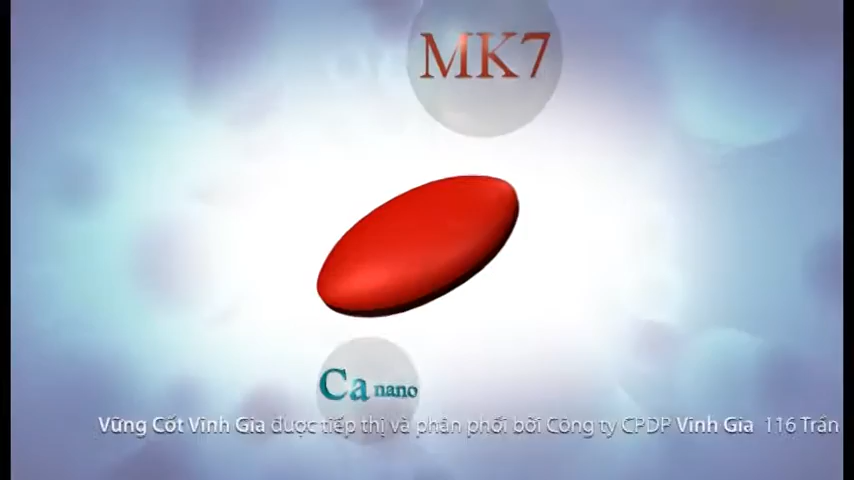 MK7
Ca nano
Vững Cốt Vinh Gia được tiếp thị và phân phối bởi Công ty CPDP Vinh Gia 116 Trần